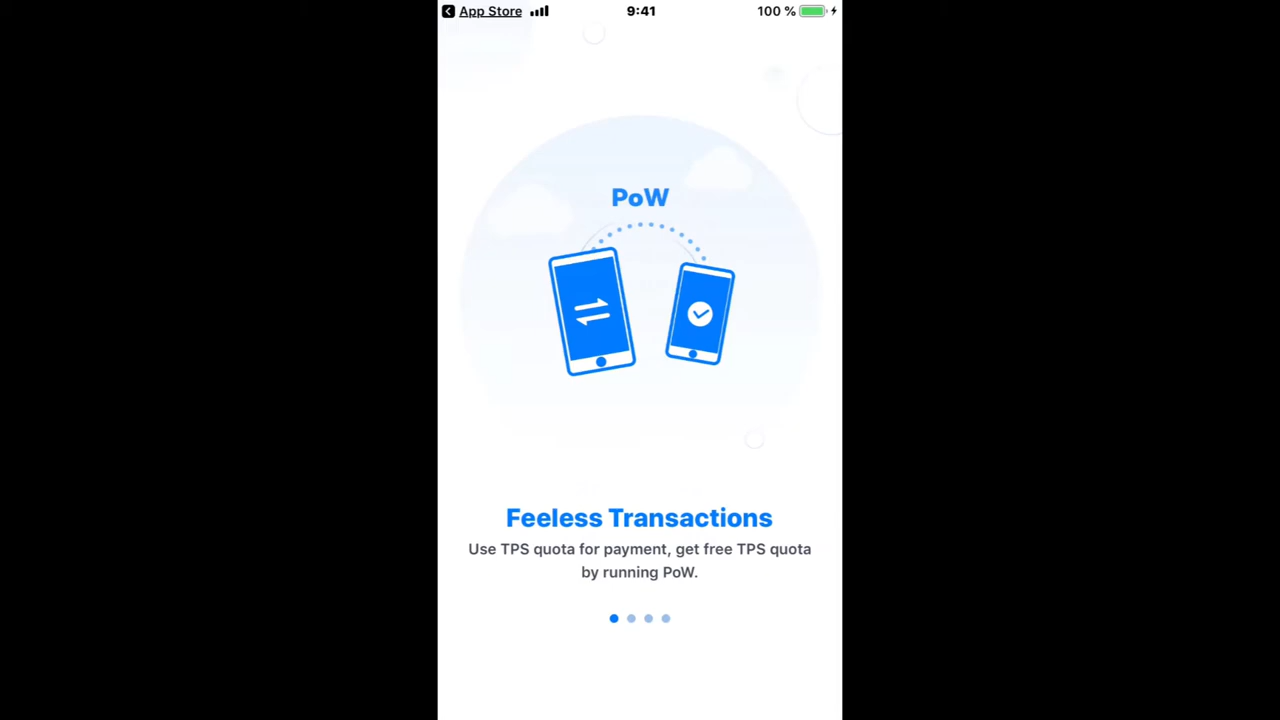 App Store 9:41 100 %
PoW
Feeless Transactions
Use TPS quota for payment, get free TPS quota
by running PoW.